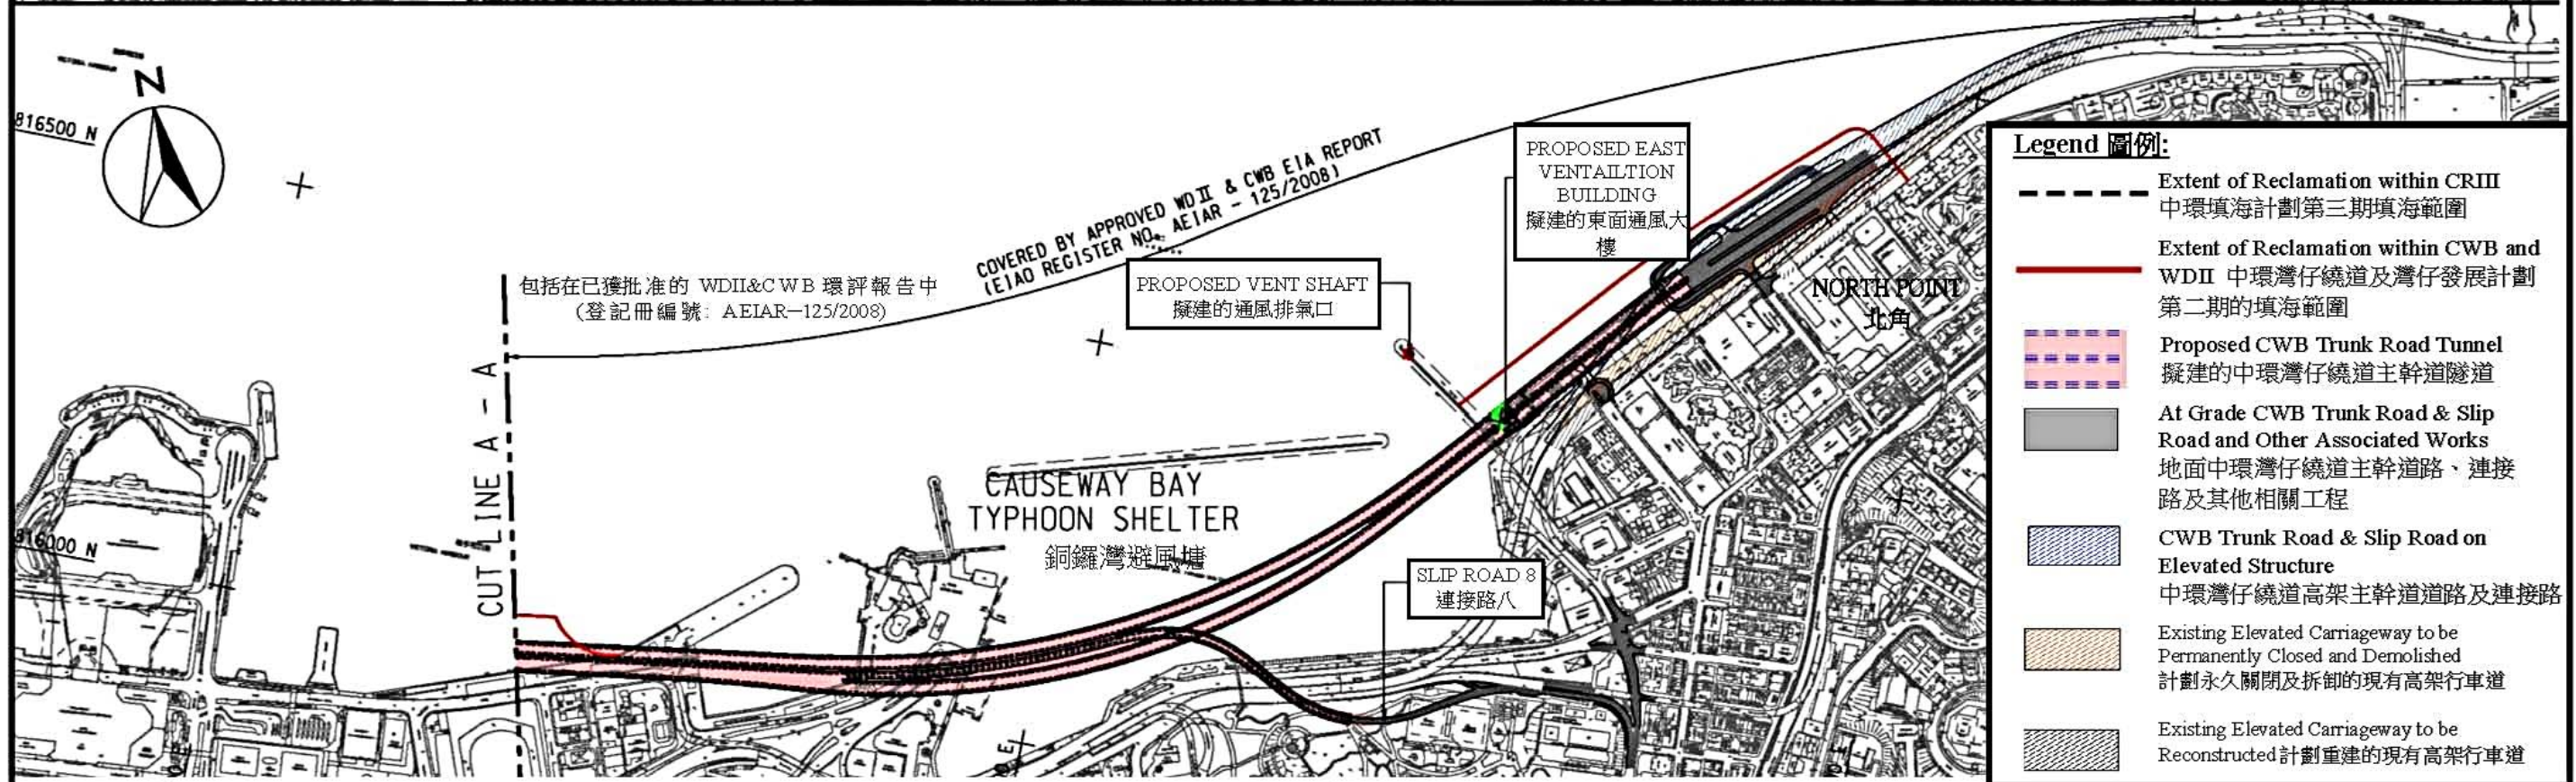 Z
816500 N
包括在已獲批准的 WDII&CWB 環評報告中
(登記冊編號: AEIAR-125/2008)
COVERED BY APPROVED WDII & CWB EIA REPORT
(EIAO REGISTER NO. AEIAR - 125/2008)
PROPOSED VENT SHAFT
擬建的通風排氣口
PROPOSED EAST
VENTAILTION
BUILDING
擬建的東面通風大
樓
NORTH POINT
北角
CUT LINE A - A
CAUSEWAY BAY
TYPHOON SHELTER
銅鑼灣避風塘
816000 N
SLIP ROAD 8
連接路八
Legend 圖例:
Extent of Reclamation within CRIII
中環填海計劃第三期填海範圍
Extent of Reclamation within CWB and
WDII 中環灣仔繞道及灣仔發展計劃
第二期的填海範圍
Proposed CWB Trunk Road Tunnel
擬建的中環灣仔繞道主幹道隧道
At Grade CWB Trunk Road & Slip
Road and Other Associated Works
地面中環灣仔繞道主幹道路、連接
路及其他相關工程
CWB Trunk Road & Slip Road on
Elevated Structure
中環灣仔繞道高架主幹道道路及連接路
Existing Elevated Carriageway to be
Permanently Closed and Demolished
計劃永久關閉及拆卸的現有高架行車道
Existing Elevated Carriageway to be
Reconstructed 計劃重建的現有高架行車道